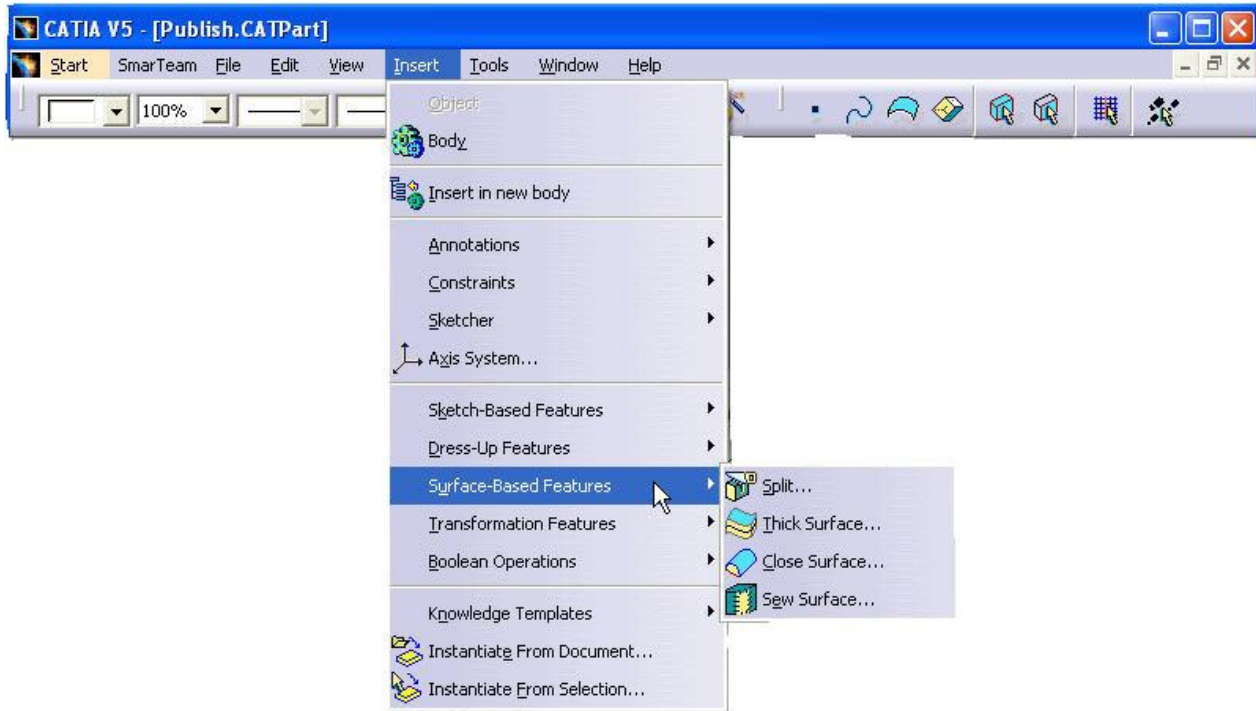 CATIA V5 - [Publish.CATPart]
Start SmarTeam File Edit View Insert Tools Window Help
100%
Object
Body
Insert in new body
Annotations
Constraints
Sketcher
Axis System...
Sketch-Based Features
Dress-Up Features
Surface-Based Features
Split...
Thick Surface...
Close Surface...
Sew Surface...
Transformation Features
Boolean Operations
Knowledge Templates
Instantiate From Document...
Instantiate From Selection...